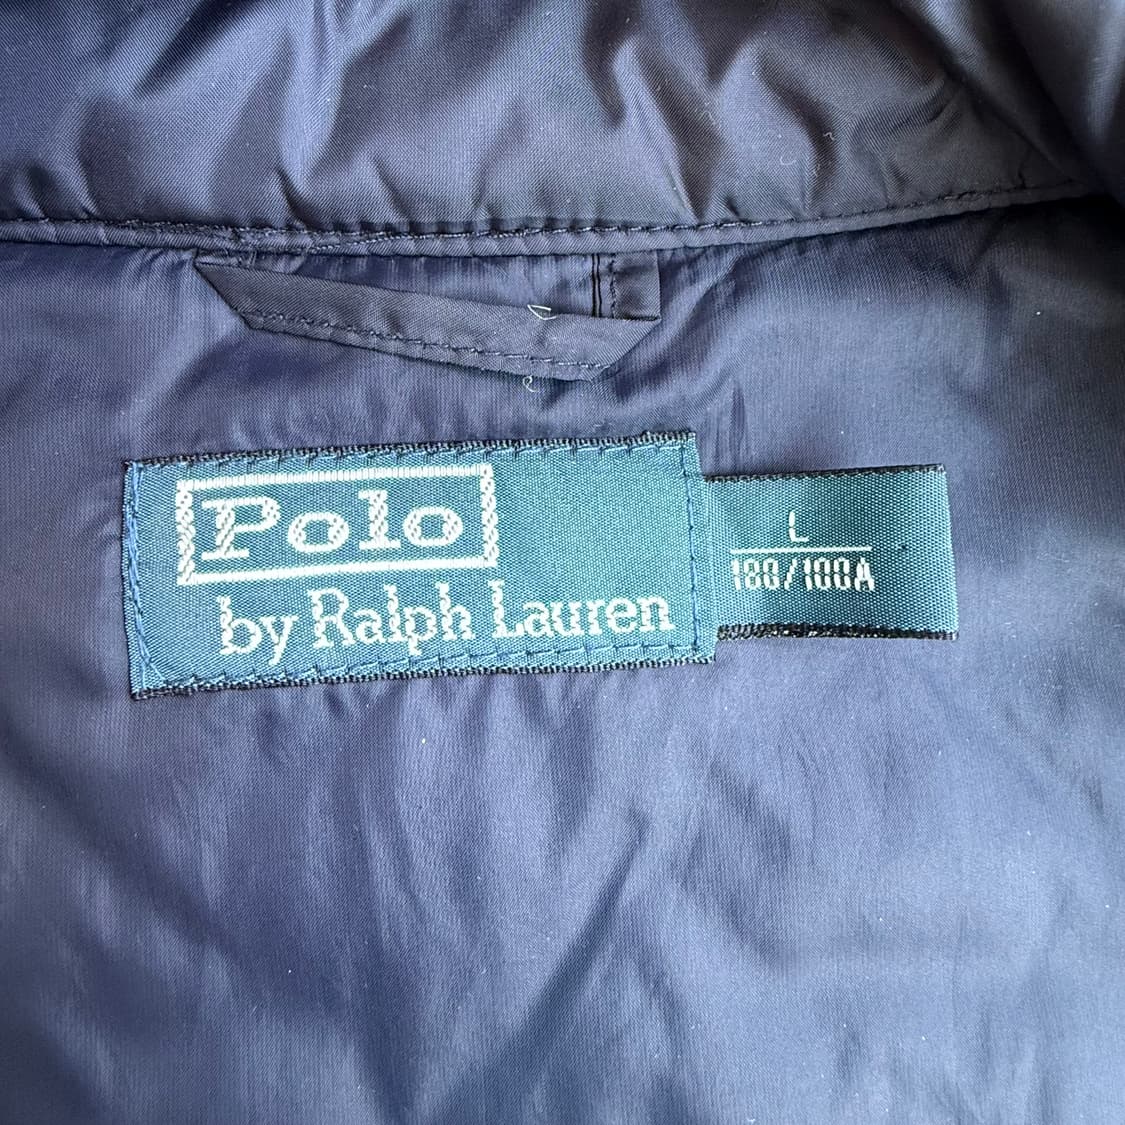 Polo
by Ralph Lauren
L
180/100A